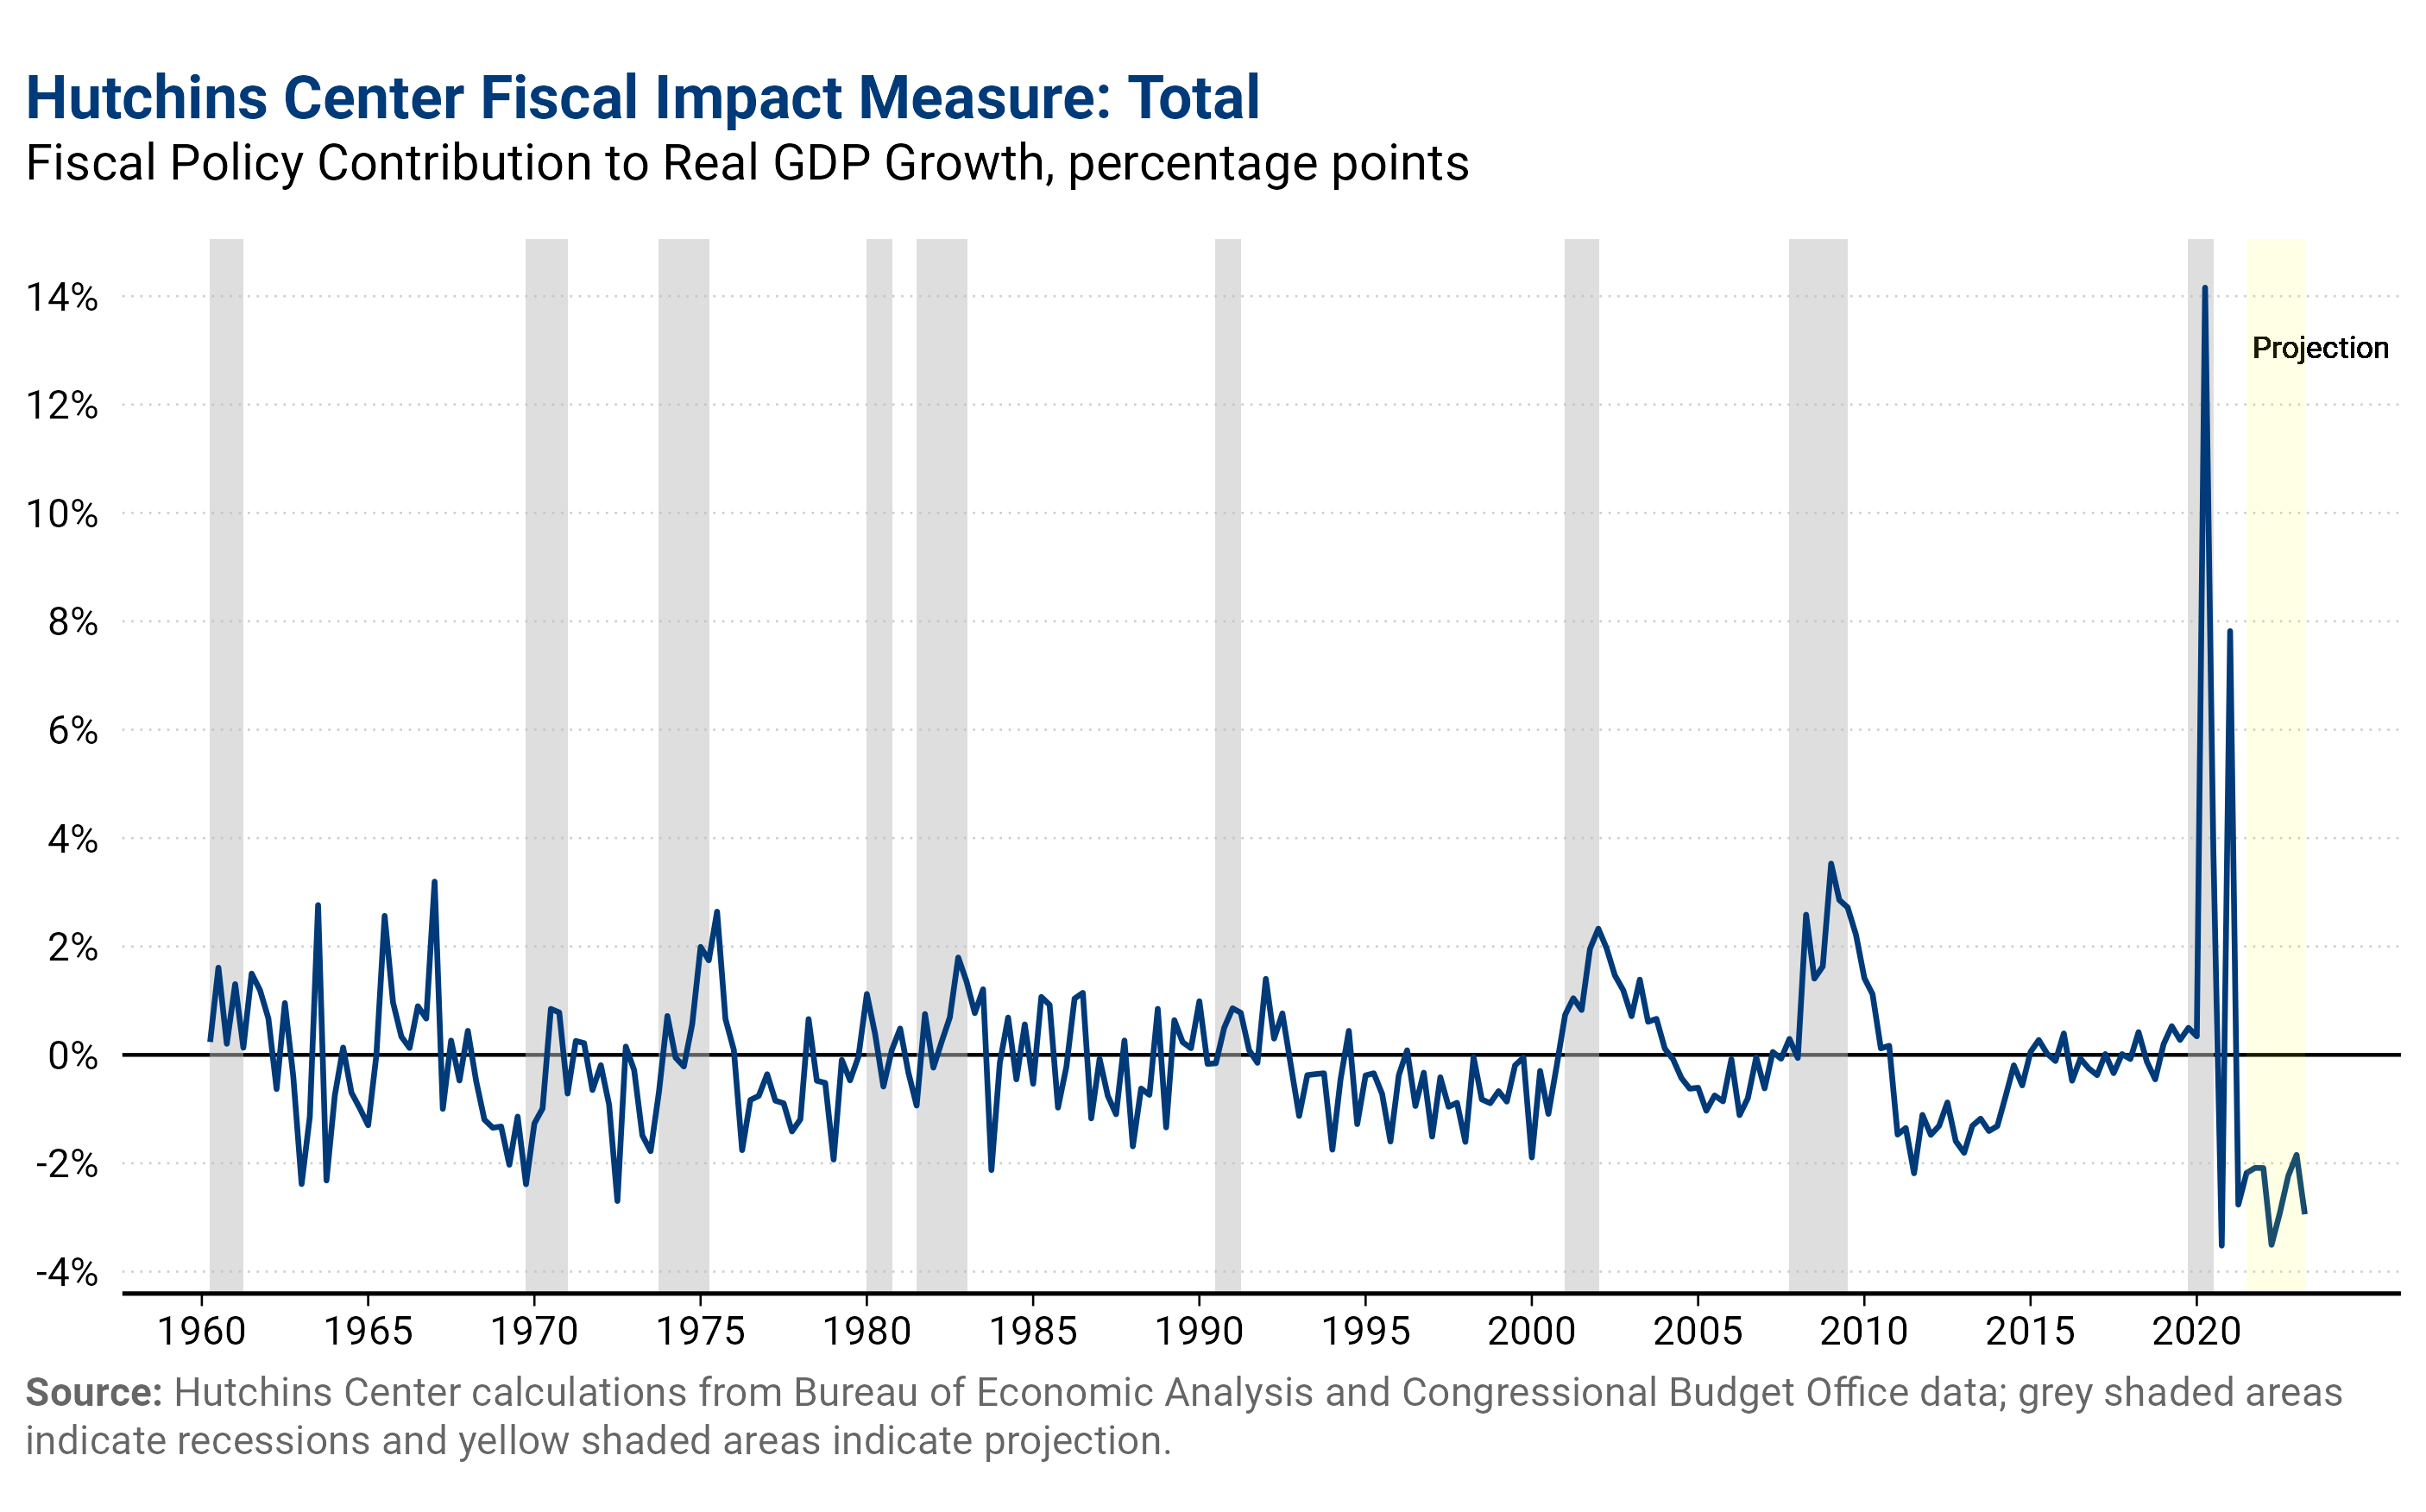 Hutchins Center Fiscal Impact Measure: Total
Fiscal Policy Contribution to Real GDP Growth, percentage points
14%
Projection
12%
10%
8%
6%
4%
2%
0%
-2%
-4%
1960 1965 1970 1975 1980 1985 1990 1995 2000 2005 2010 2015 2020
Source: Hutchins Center calculations from Bureau of Economic Analysis and Congressional Budget Office data; grey shaded areas
indicate recessions and yellow shaded areas indicate projection.